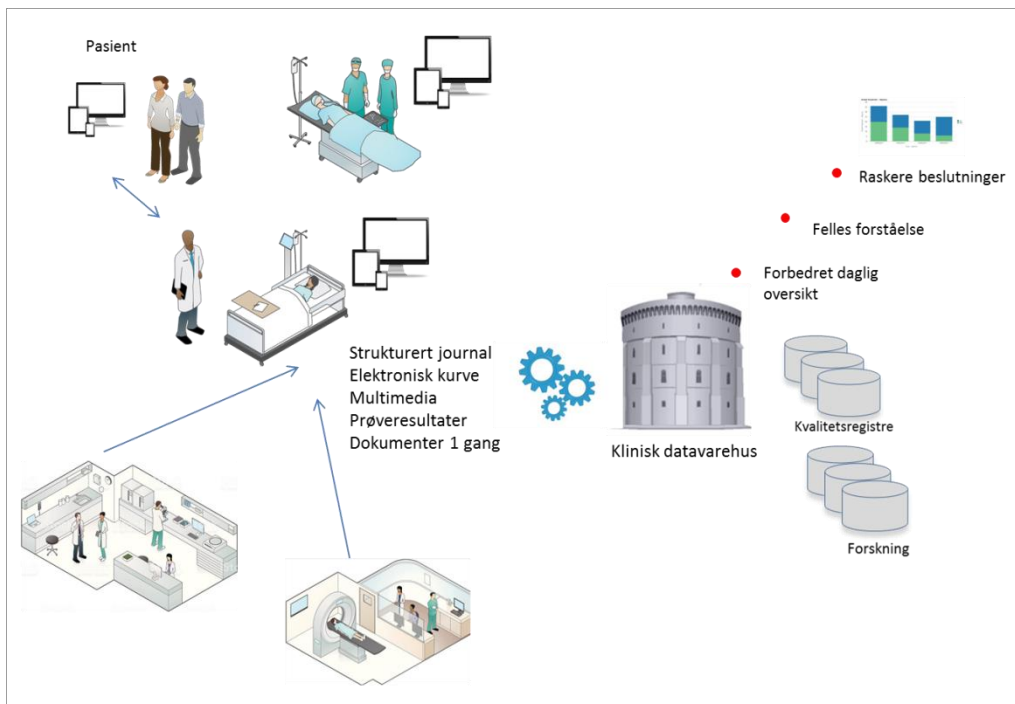 Pasient
Raskere beslutninger
Felles forståelse
Forbedret daglig
oversikt
Strukturert journal
Elektronisk kurve
Multimedia
Prøveresultater
Dokumenter 1 gang
Klinisk datavarehus
Kvalitetsregistre
Forskning